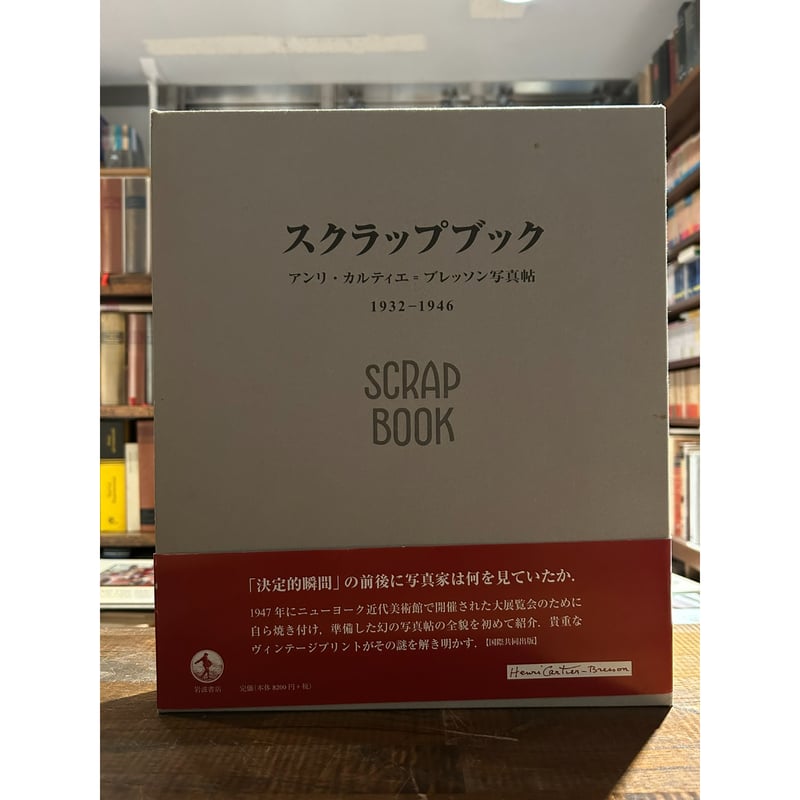 スクラップブック
アンリ・カルティエ＝ブレッソン写真帖
1932–1946
SCRAP
BOOK
「決定的瞬間」の前後に写真家は何を見ていたか.
1947年にニューヨーク近代美術館で開催された大展覧会のために
自ら焼き付け，準備した幻の写真帖の全貌を初めて紹介．貴重な
ヴィンテージプリントがその謎を解き明かす．【国際共同出版】
Henri Cartier-Bresson
岩波書店
定価（本体 8200 円＋税）